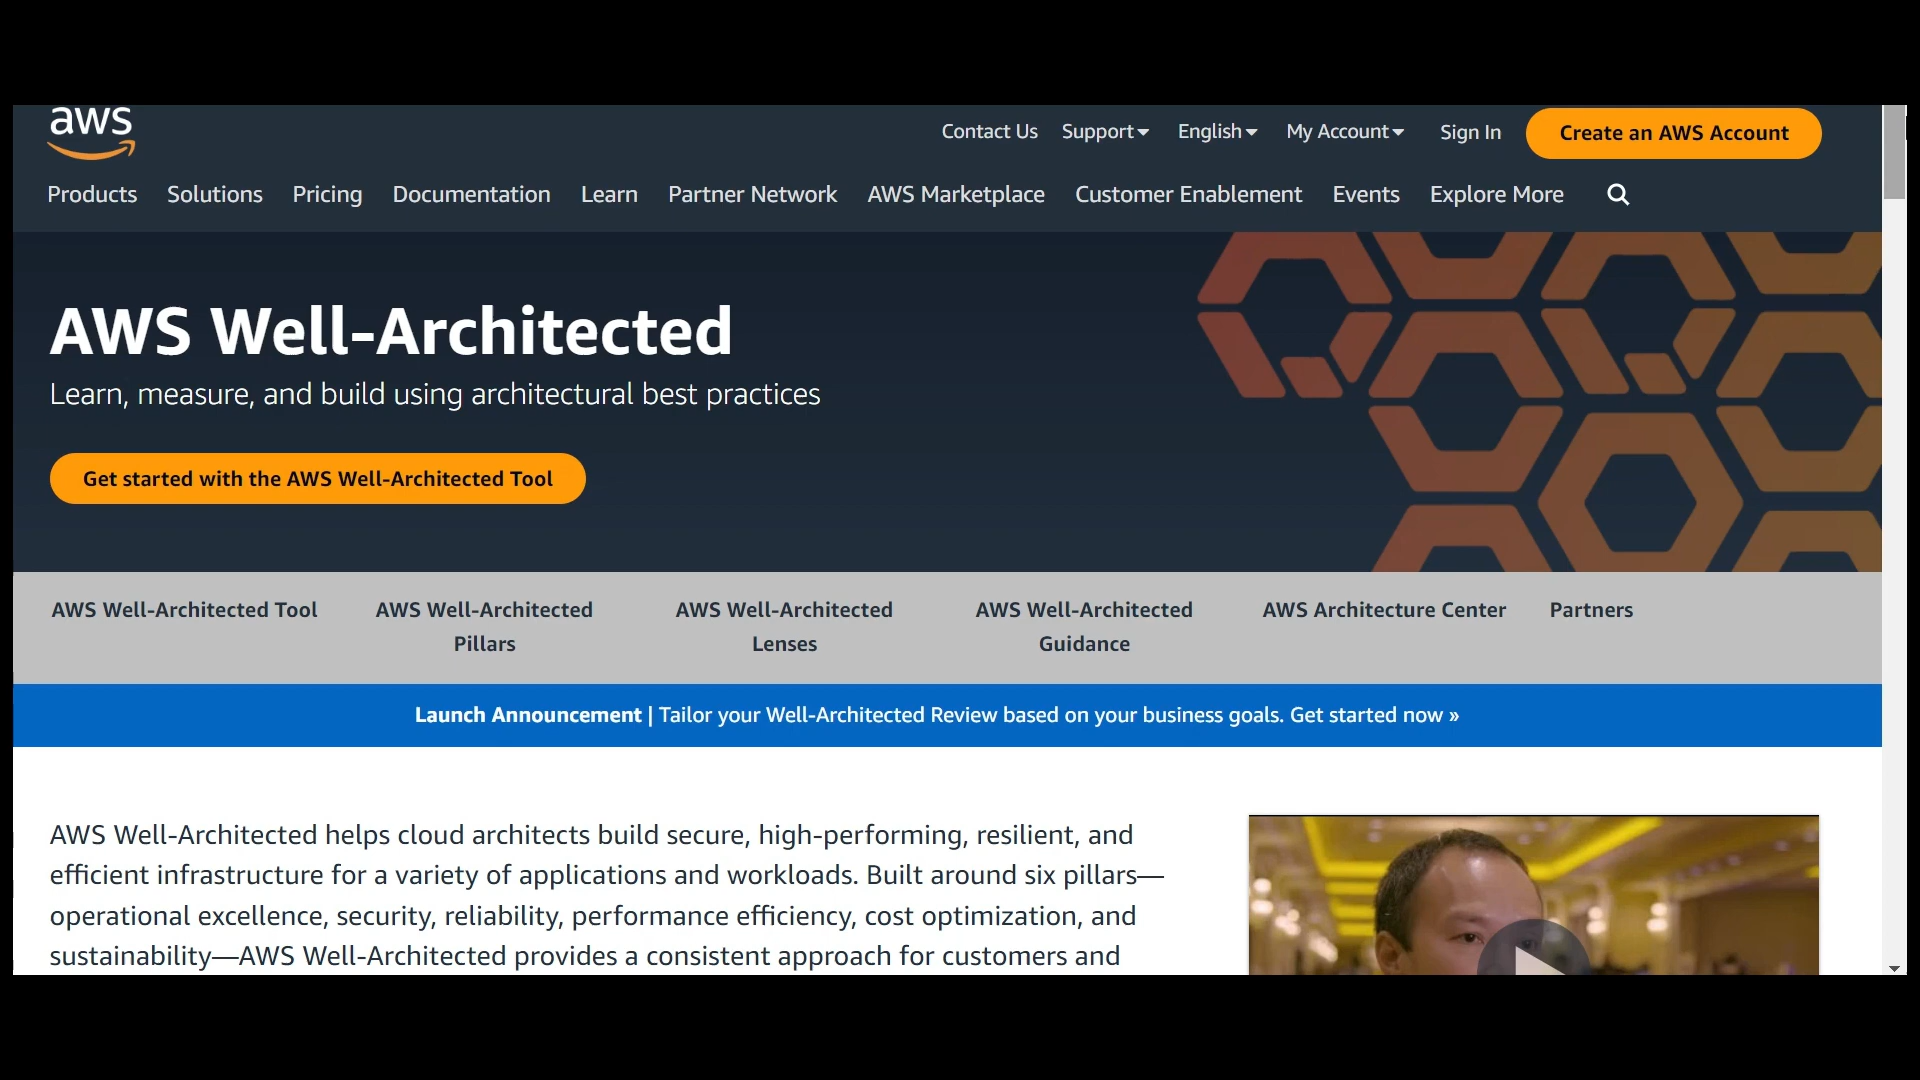 aws
Contact Us Support English My Account Sign In Create an AWS Account
Products Solutions Pricing Documentation Learn Partner Network AWS Marketplace Customer Enablement Events Explore More
AWS Well-Architected
Learn, measure, and build using architectural best practices
Get started with the AWS Well-Architected Tool
AWS Well-Architected Tool
AWS Well-Architected
Pillars
AWS Well-Architected
Lenses
AWS Well-Architected
Guidance
AWS Architecture Center
Partners
Launch Announcement | Tailor your Well-Architected Review based on your business goals. Get started now »
AWS Well-Architected helps cloud architects build secure, high-performing, resilient, and
efficient infrastructure for a variety of applications and workloads. Built around six pillars—
operational excellence, security, reliability, performance efficiency, cost optimization, and
sustainability—AWS Well-Architected provides a consistent approach for customers and